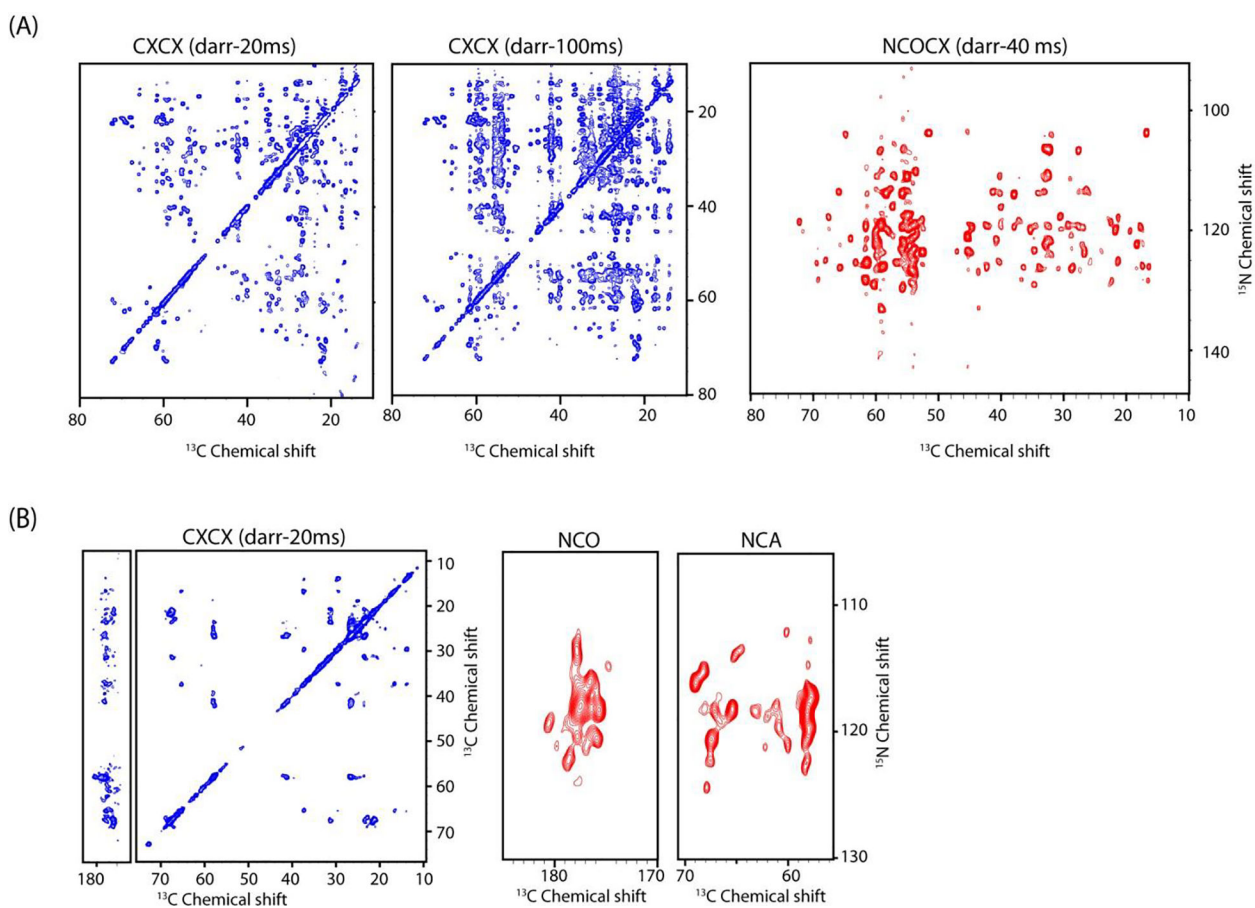 (A)
CXCX (darr-20ms)
CXCX (darr-100ms)
NCOCX (darr-40 ms)
20
40
60
80
100
120
140
¹⁵N Chemical shift
80 60 40 20
80 60 40 20
80 70 60 50 40 30 20 10
¹³C Chemical shift
¹³C Chemical shift
¹³C Chemical shift
(B)
CXCX (darr-20ms)
NCO
NCA
10
20
30
40
50
60
70
¹³C Chemical shift
110
120
130
¹⁵N Chemical shift
180
70 60 50 40 30 20 10
180 170
70 60
¹³C Chemical shift
¹³C Chemical shift
¹³C Chemical shift